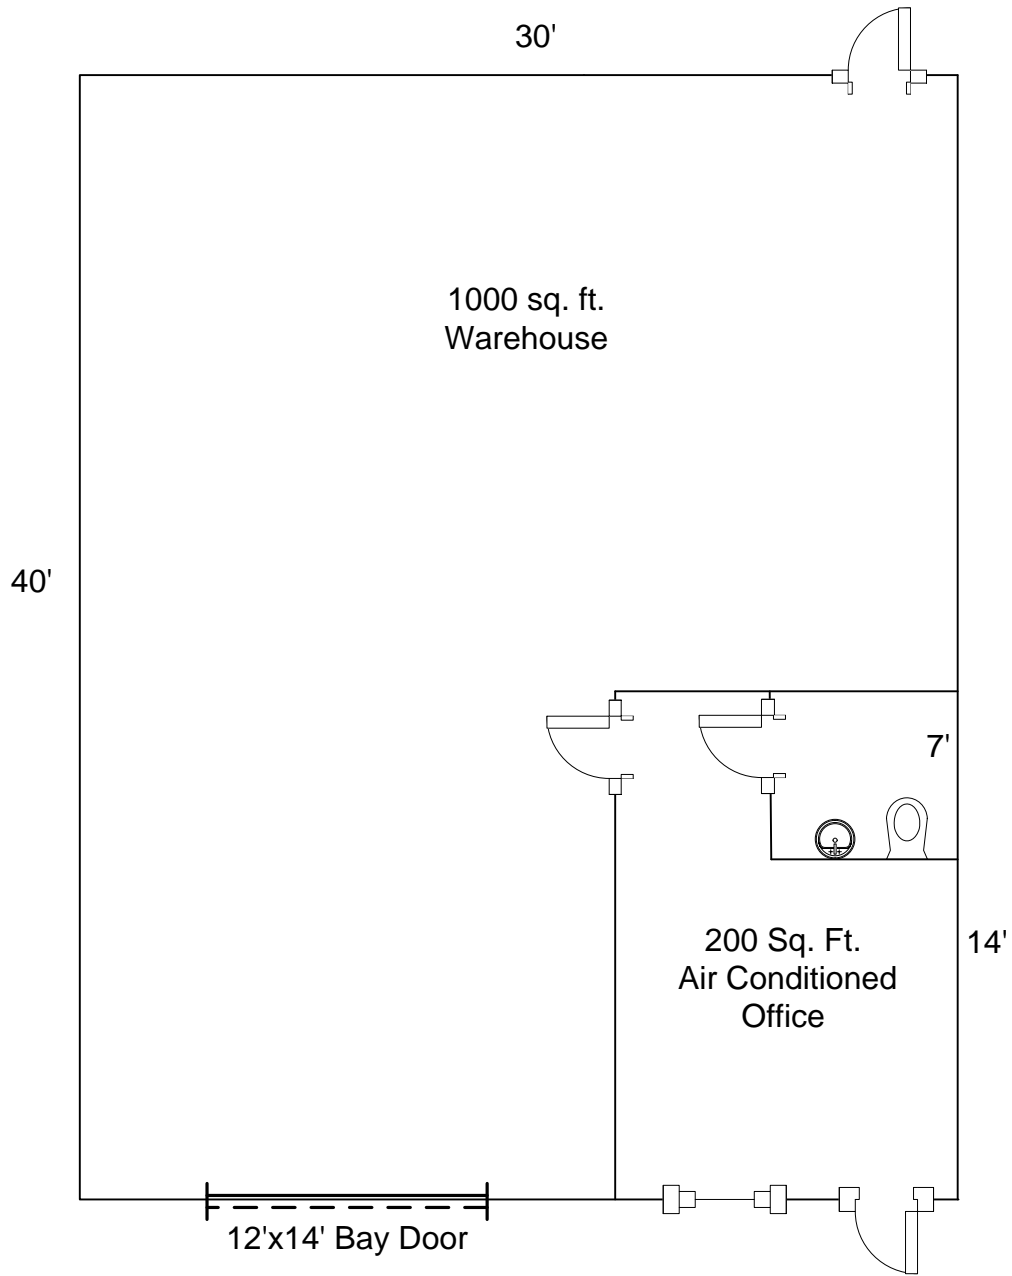 30'
1000 sq. ft.
Warehouse
40'
7'
200 Sq. Ft.
Air Conditioned
Office
14'
12'x14' Bay Door